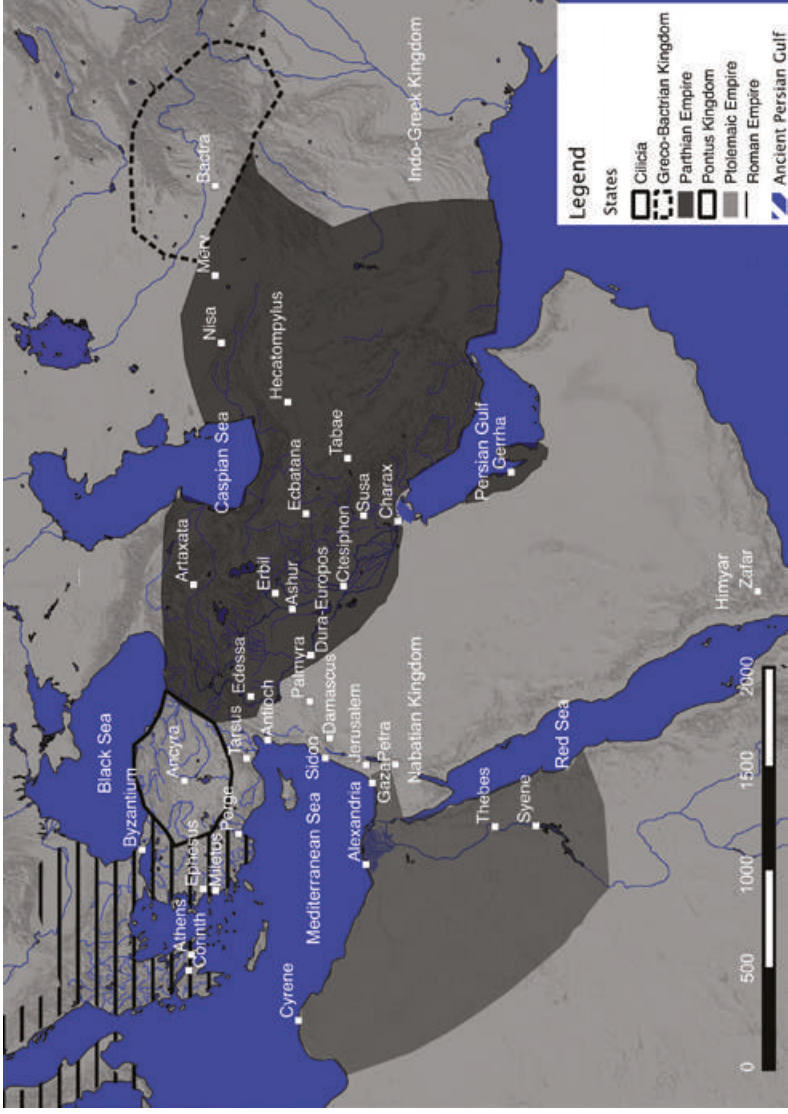 Black Sea
Caspian Sea
Byzantium
Ancyra
Artaxata
Nisa
Merv
Bactra
Athens
Corinth
Ephesus
Miletus
Perge
Tarsus
Edessa
Antioch
Erbil
Ashur
Hecatompylus
Ecbatana
Cyrene
Mediterranean Sea
Sidon
Palmyra
Damascus
Dura-Europos
Ctesiphon
Tabae
Susa
Charax
Alexandria
Jerusalem
Gaza
Petra
Nabatian Kingdom
Indo-Greek Kingdom
Persian Gulf
Gerrha
Thebes
Syene
Red Sea
Himyar
Zafar
0 500 1000 1500 2000
Legend
States
Cilicia
Greco-Bactrian Kingdom
Parthian Empire
Pontus Kingdom
Ptolemaic Empire
Roman Empire
Ancient Persian Gulf